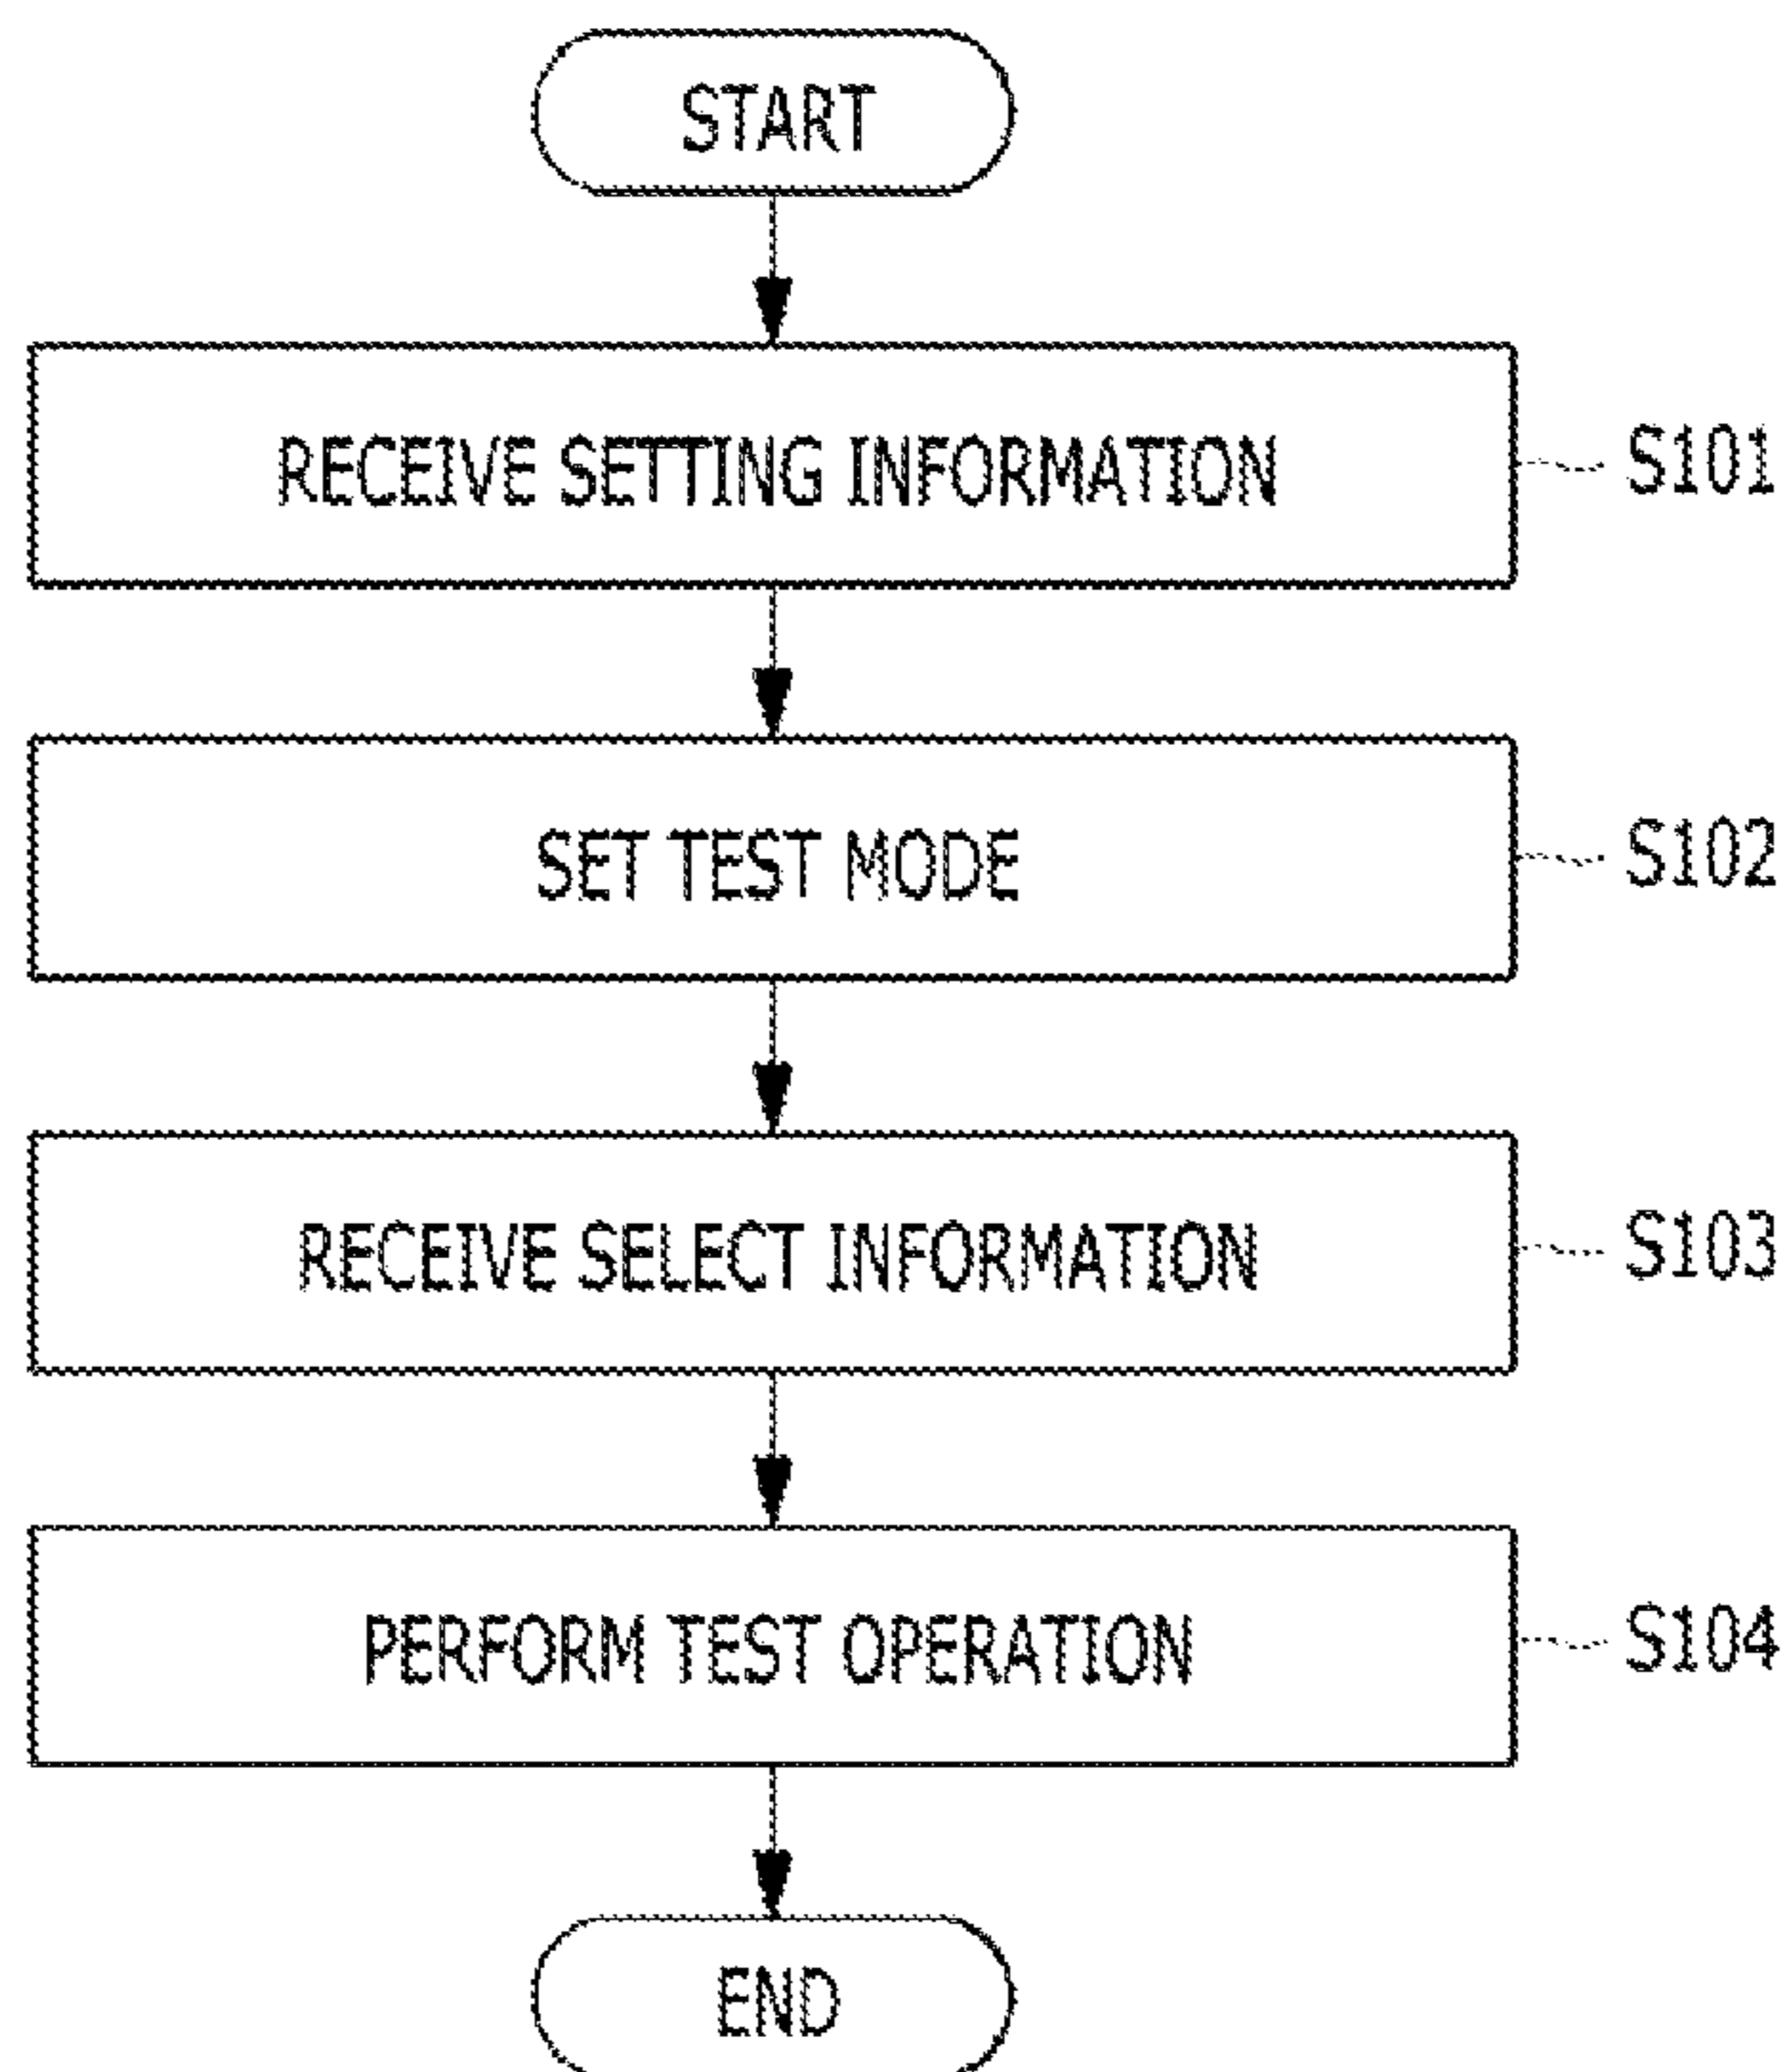 START
RECEIVE SETTING INFORMATION
S101
SET TEST MODE
S102
RECEIVE SELECT INFORMATION
S103
PERFORM TEST OPERATION
S104
END